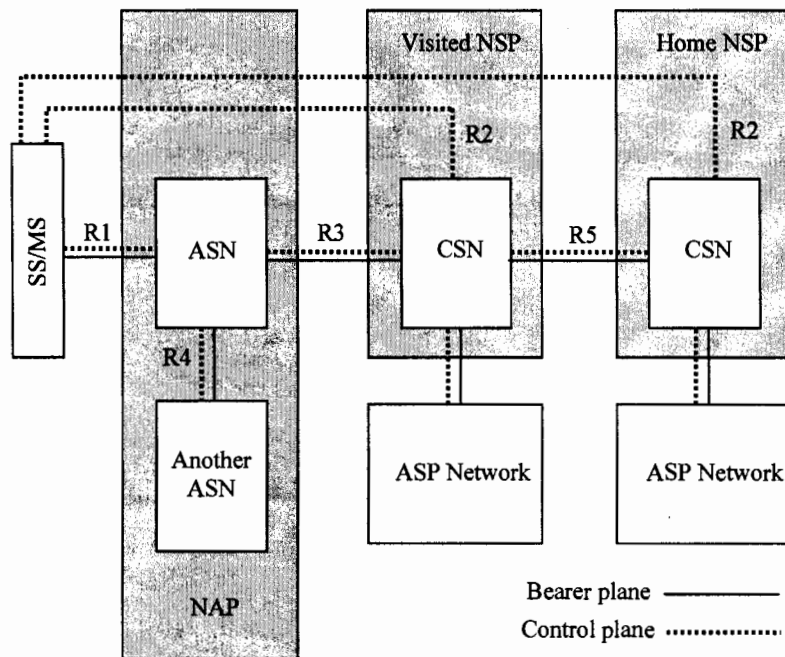 Visited NSP
Home NSP
R2
R2
SS/MS
R1
ASN
R3
CSN
R5
CSN
R4
Another
ASN
ASP Network
ASP Network
NAP
Bearer plane
Control plane